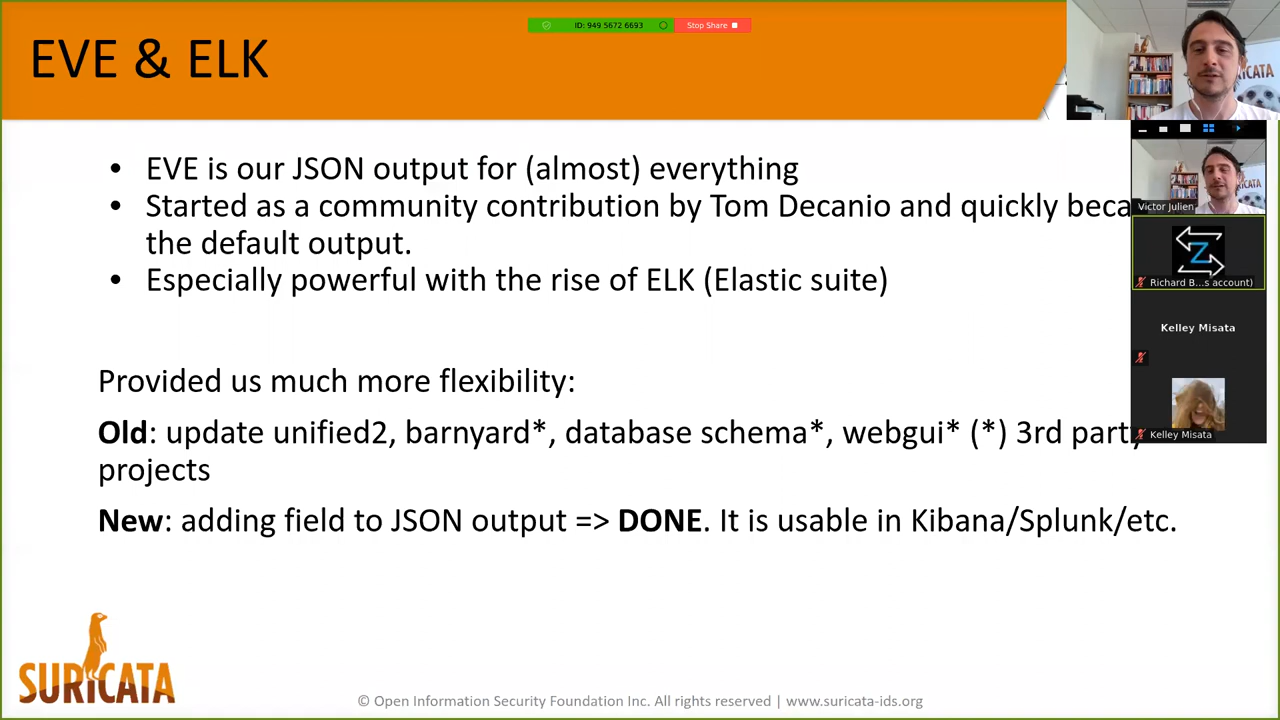 ID: 949 5672 6693
Stop Share
EVE & ELK
• EVE is our JSON output for (almost) everything
• Started as a community contribution by Tom Decanio and quickly beca
the default output.
• Especially powerful with the rise of ELK (Elastic suite)
Provided us much more flexibility:
Old: update unified2, barnyard*, database schema*, webgui* (*) 3rd party
projects
New: adding field to JSON output => DONE. It is usable in Kibana/Splunk/etc.
ICATA
Victor Julien
Z
Richard B...s account)
Kelley Misata
Kelley Misata
SURICATA
© Open Information Security Foundation Inc. All rights reserved | www.suricata-ids.org